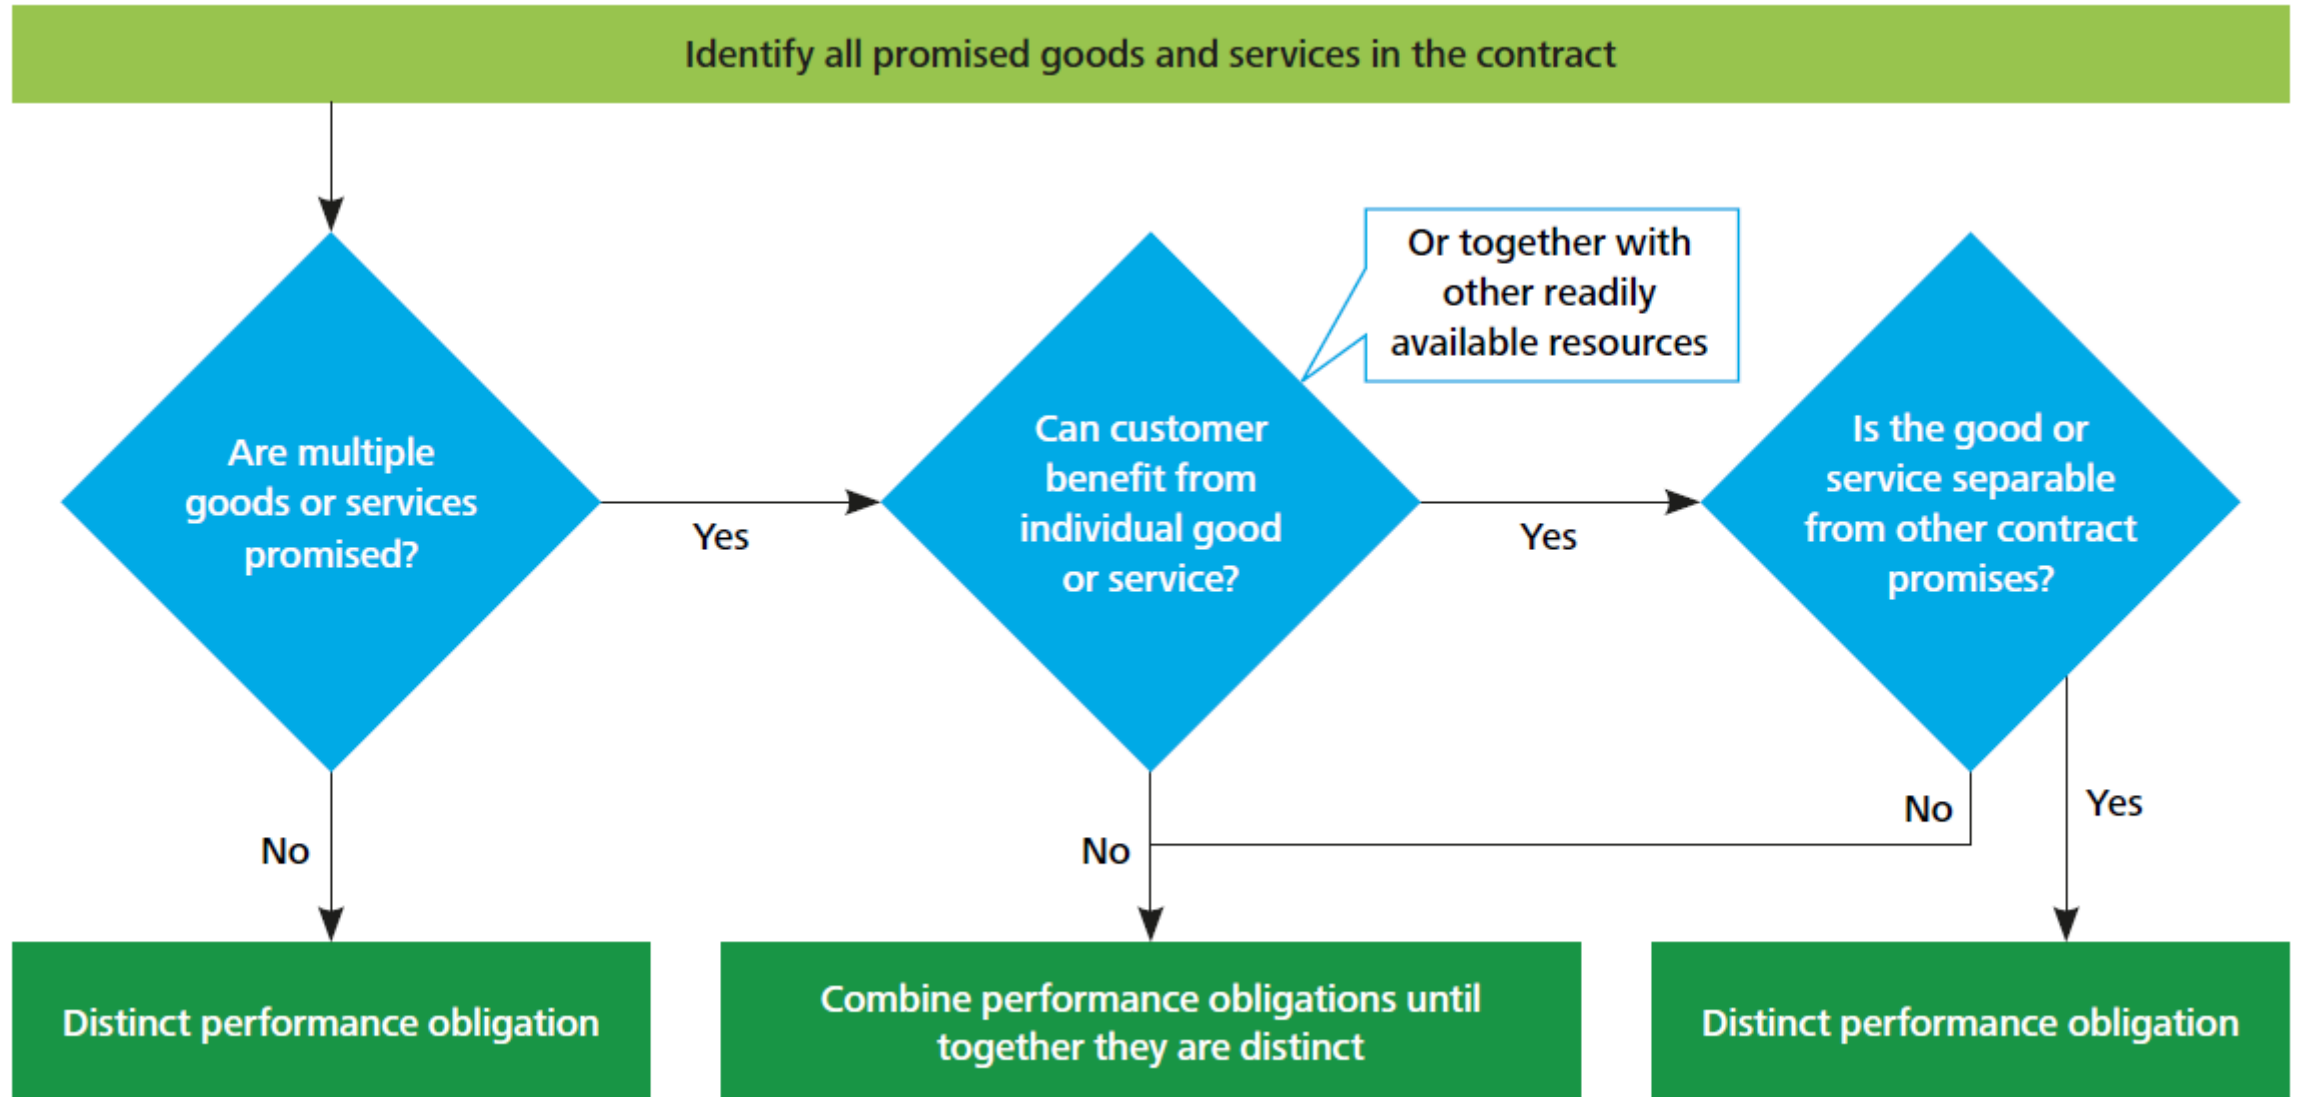 Identify all promised goods and services in the contract
Or together with
other readily
available resources
Are multiple
goods or services
promised?
Yes
Can customer
benefit from
individual good
or service?
Yes
Is the good or
service separable
from other contract
promises?
No
No
No
Yes
Distinct performance obligation
Combine performance obligations until
together they are distinct
Distinct performance obligation